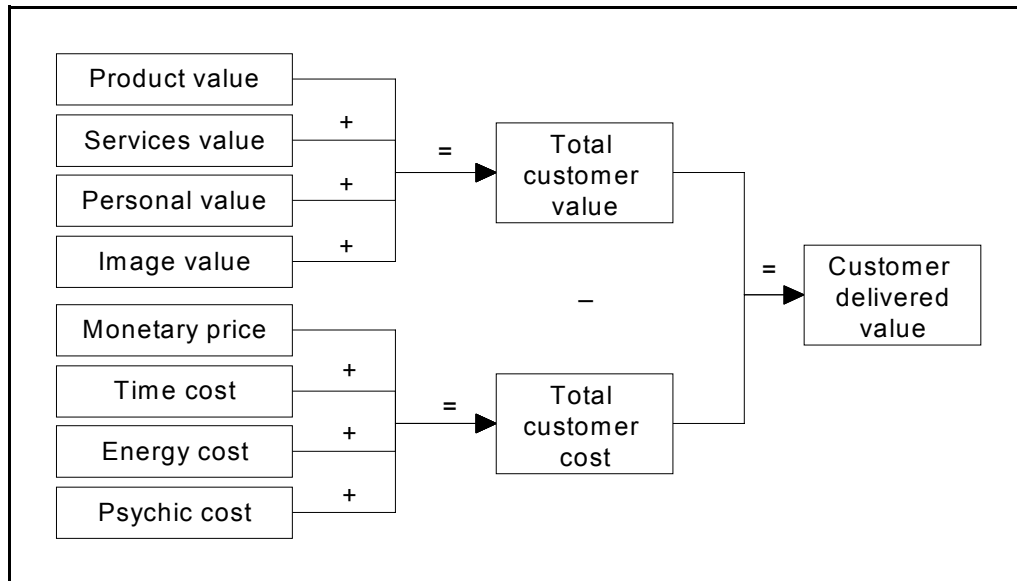 Product value
+
Services value
+
Personal value
+
Image value
=
Total
customer
value
Monetary price
+
Time cost
+
Energy cost
+
Psychic cost
=
Total
customer
cost
–
=
Customer
delivered
value